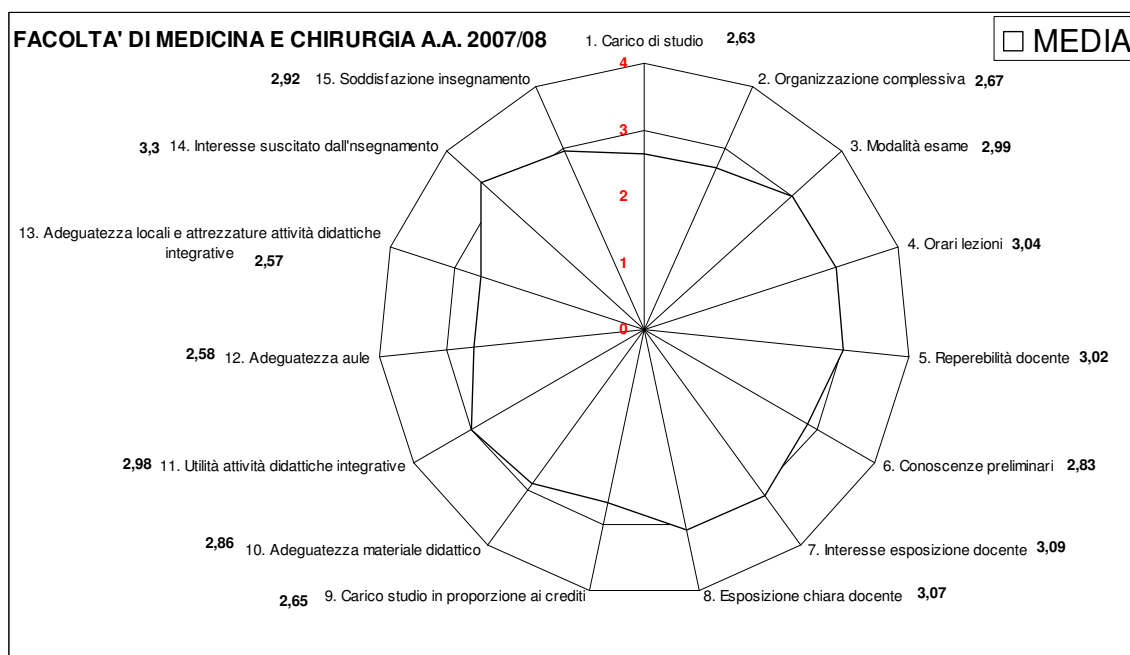 FACOLTA' DI MEDICINA E CHIRURGIA A.A. 2007/08
MEDIA
1. Carico di studio 2,63
2. Organizzazione complessiva 2,67
3. Modalità esame 2,99
4. Orari lezioni 3,04
5. Reperebilità docente 3,02
6. Conoscenze preliminari 2,83
7. Interesse esposizione docente 3,09
8. Esposizione chiara docente 3,07
2,65 9. Carico studio in proporzione ai crediti
2,86 10. Adeguatezza materiale didattico
2,98 11. Utilità attività didattiche integrative
2,58 12. Adeguatezza aule
13. Adeguatezza locali e attrezzature attività didattiche
integrative 2,57
3,3 14. Interesse suscitato dall'nsegnamento
2,92 15. Soddisfazione insegnamento
4
3
2
1
0